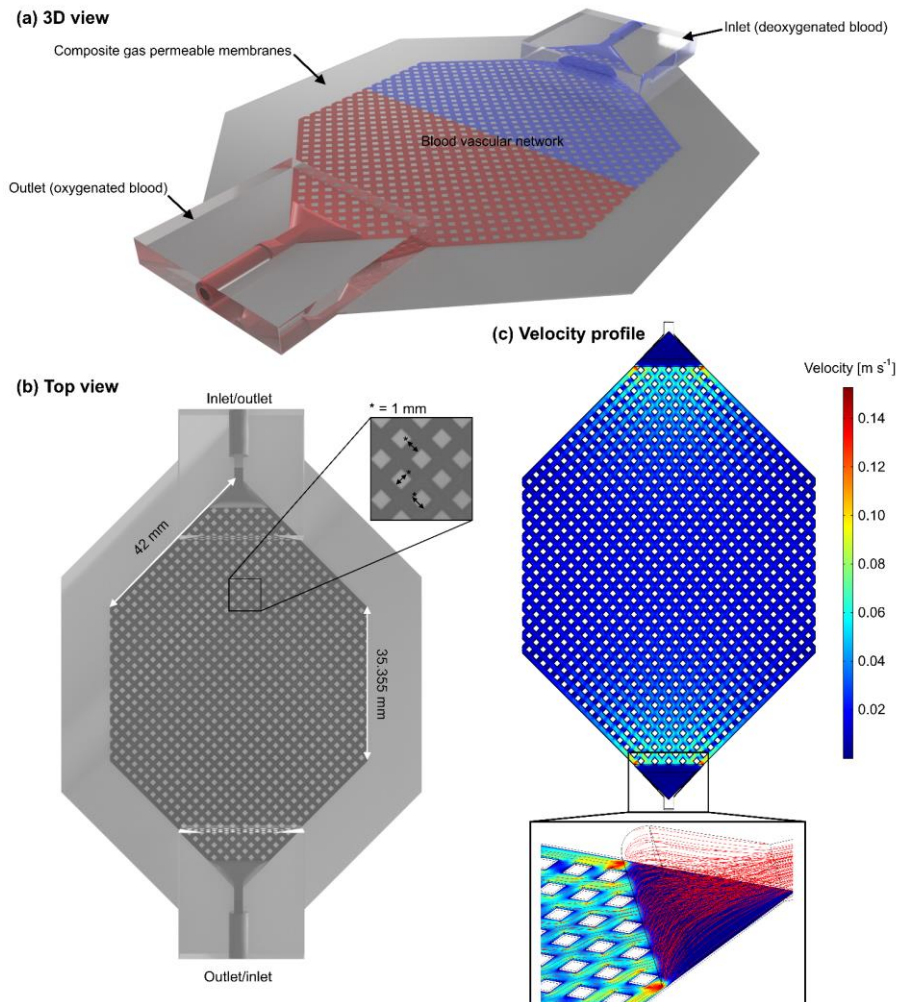 (a) 3D view
Inlet (deoxygenated blood)
Composite gas permeable membranes
Blood vascular network
Outlet (oxygenated blood)
(b) Top view
Inlet/outlet
* = 1 mm
*
*
*
42 mm
35.355 mm
Outlet/inlet
(c) Velocity profile
Velocity [m s⁻¹]
0.14
0.12
0.10
0.08
0.06
0.04
0.02